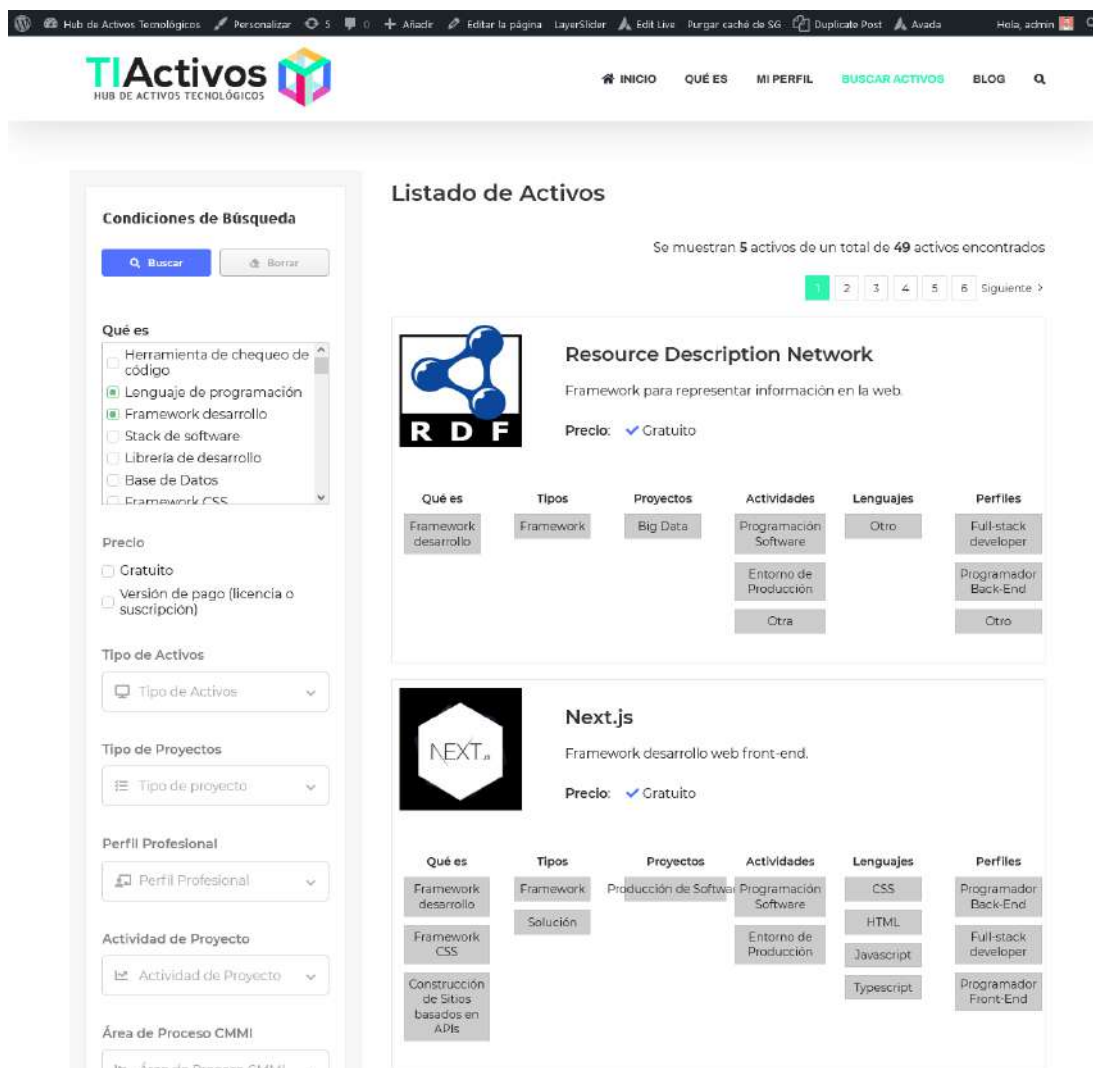 Hub de Activos Tecnológicos Personalizar 5 0 Añadir Editar la página LayerSlider Edit Live Purgar caché de SG Duplicate Post Avada Hola, admin
TIActivos
HUB DE ACTIVOS TECNOLÓGICOS
INICIO QUÉ ES MI PERFIL BUSCAR ACTIVOS BLOG
Condiciones de Búsqueda
Buscar Borrar
Qué es
Herramienta de chequeo de
código
Lenguaje de programación
Framework desarrollo
Stack de software
Librería de desarrollo
Base de Datos
Framework CSS
Precio
Gratuito
Versión de pago (licencia o
suscripción)
Tipo de Activos
Tipo de Activos
Tipo de Proyectos
Tipo de proyecto
Perfil Profesional
Perfil Profesional
Actividad de Proyecto
Actividad de Proyecto
Área de Proceso CMMI
Área de Proceso CMMI
Listado de Activos
Se muestran 5 activos de un total de 49 activos encontrados
1 2 3 4 5 6 Siguiente >
RDF
Resource Description Network
Framework para representar información en la web.
Precio: Gratuito
Qué es Tipos Proyectos Actividades Lenguajes Perfiles
Framework Framework Big Data Programación Otro Full-stack
desarrollo Software developer
Entorno de Programador
Producción Back-End
Otra Otro
NEXT.js
Next.js
Framework desarrollo web front-end.
Precio: Gratuito
Qué es Tipos Proyectos Actividades Lenguajes Perfiles
Framework Framework Producción de Softwar Programación CSS Programador
desarrollo Software Back-End
Solución HTML
Framework Entorno de Full-stack
CSS Producción Javascript developer
Construcción Typescript Programador
de Sitios Front-End
basados en
APIs